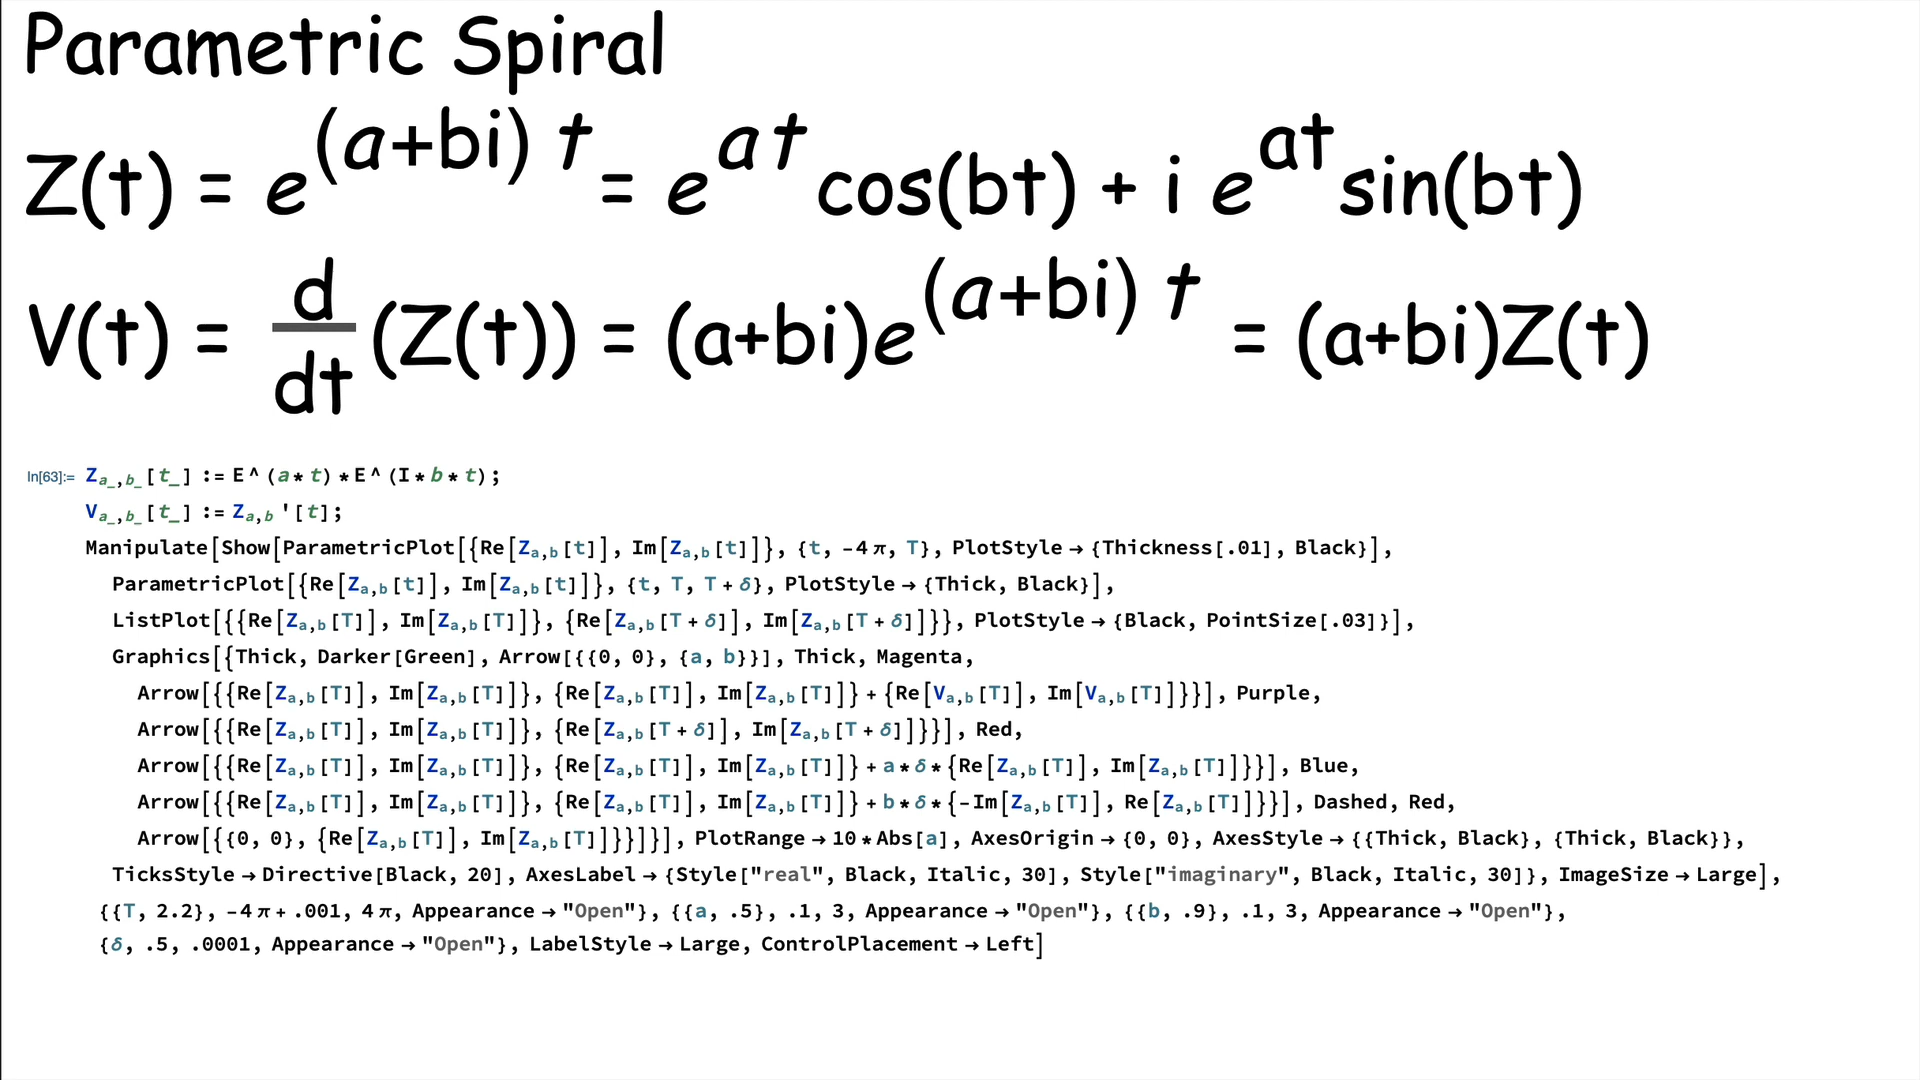 Parametric Spiral
Z(t) = e^(a+bi) t = e^at cos(bt) + i e^at sin(bt)
V(t) = d/dt (Z(t)) = (a+bi)e^(a+bi) t = (a+bi)Z(t)
In[63]:= Z_a_,b_[t_] := E^(a*t)*E^(I*b*t);
V_a_,b_[t_] := Z_a,b'[t];
Manipulate[Show[ParametricPlot[{Re[Z_a,b[t]], Im[Z_a,b[t]]}, {t, -4π, T}, PlotStyle→{Thickness[.01], Black}],
ParametricPlot[{Re[Z_a,b[t]], Im[Z_a,b[t]]}, {t, T, T+δ}, PlotStyle→{Thick, Black}],
ListPlot[{{Re[Z_a,b[T]], Im[Z_a,b[T]]}, {Re[Z_a,b[T+δ]], Im[Z_a,b[T+δ]]}}, PlotStyle→{Black, PointSize[.03]}],
Graphics[{Thick, Darker[Green], Arrow[{{0, 0}, {a, b}}], Thick, Magenta,
Arrow[{{Re[Z_a,b[T]], Im[Z_a,b[T]]}, {Re[Z_a,b[T]], Im[Z_a,b[T]]}+{Re[V_a,b[T]], Im[V_a,b[T]]}}], Purple,
Arrow[{{Re[Z_a,b[T]], Im[Z_a,b[T]]}, {Re[Z_a,b[T+δ]], Im[Z_a,b[T+δ]]}}], Red,
Arrow[{{Re[Z_a,b[T]], Im[Z_a,b[T]]}, {Re[Z_a,b[T]], Im[Z_a,b[T]]}+a*δ*{Re[Z_a,b[T]], Im[Z_a,b[T]]}}], Blue,
Arrow[{{Re[Z_a,b[T]], Im[Z_a,b[T]]}, {Re[Z_a,b[T]], Im[Z_a,b[T]]}+b*δ*{-Im[Z_a,b[T]], Re[Z_a,b[T]]}}], Dashed, Red,
Arrow[{{0, 0}, {Re[Z_a,b[T]], Im[Z_a,b[T]]}}]}], PlotRange→10*Abs[a], AxesOrigin→{0, 0}, AxesStyle→{{Thick, Black}, {Thick, Black}},
TicksStyle→Directive[Black, 20], AxesLabel→{Style["real", Black, Italic, 30], Style["imaginary", Black, Italic, 30]}, ImageSize→Large],
{{T, 2.2}, -4π+.001, 4π, Appearance→"Open"}, {{a, .5}, .1, 3, Appearance→"Open"}, {{b, .9}, .1, 3, Appearance→"Open"},
{δ, .5, .0001, Appearance→"Open"}, LabelStyle→Large, ControlPlacement→Left]